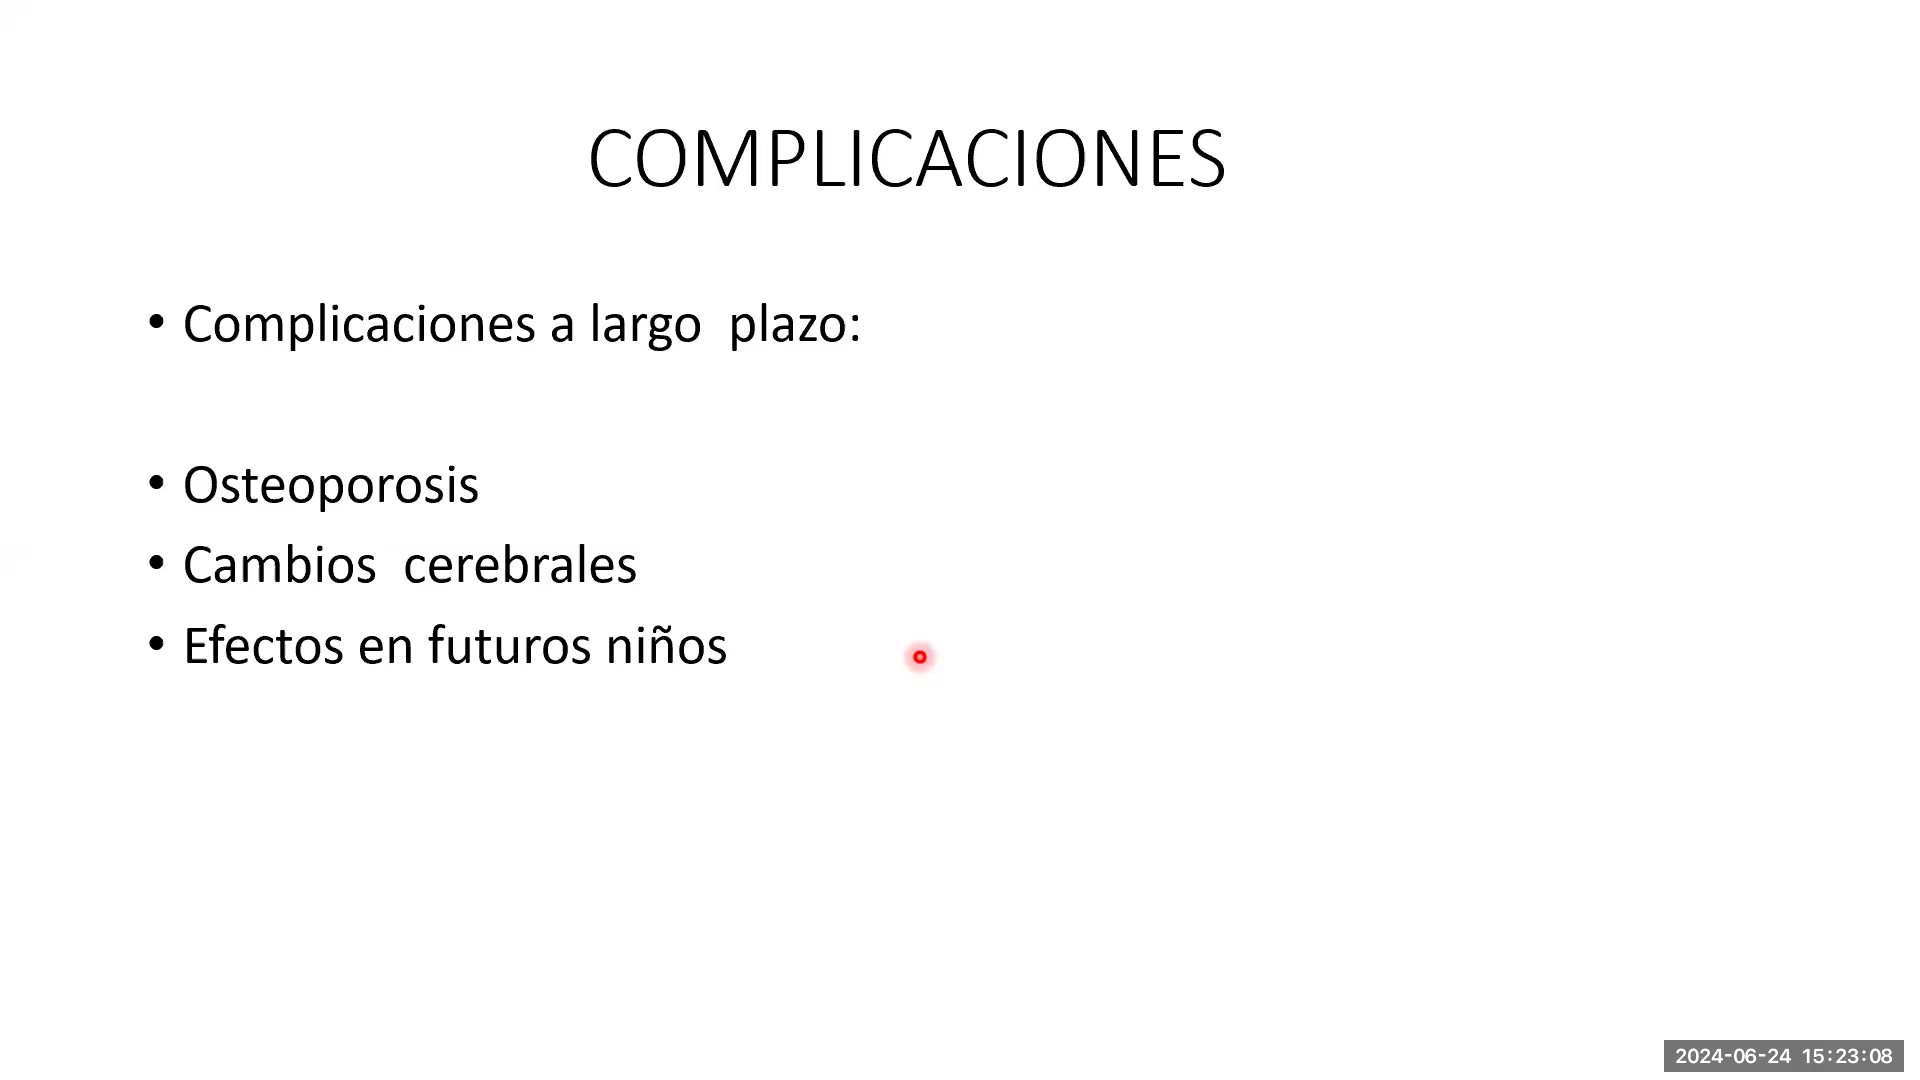 COMPLICACIONES
• Complicaciones a largo  plazo:
• Osteoporosis
• Cambios  cerebrales
• Efectos en futuros niños
2024-06-24 15:23:08